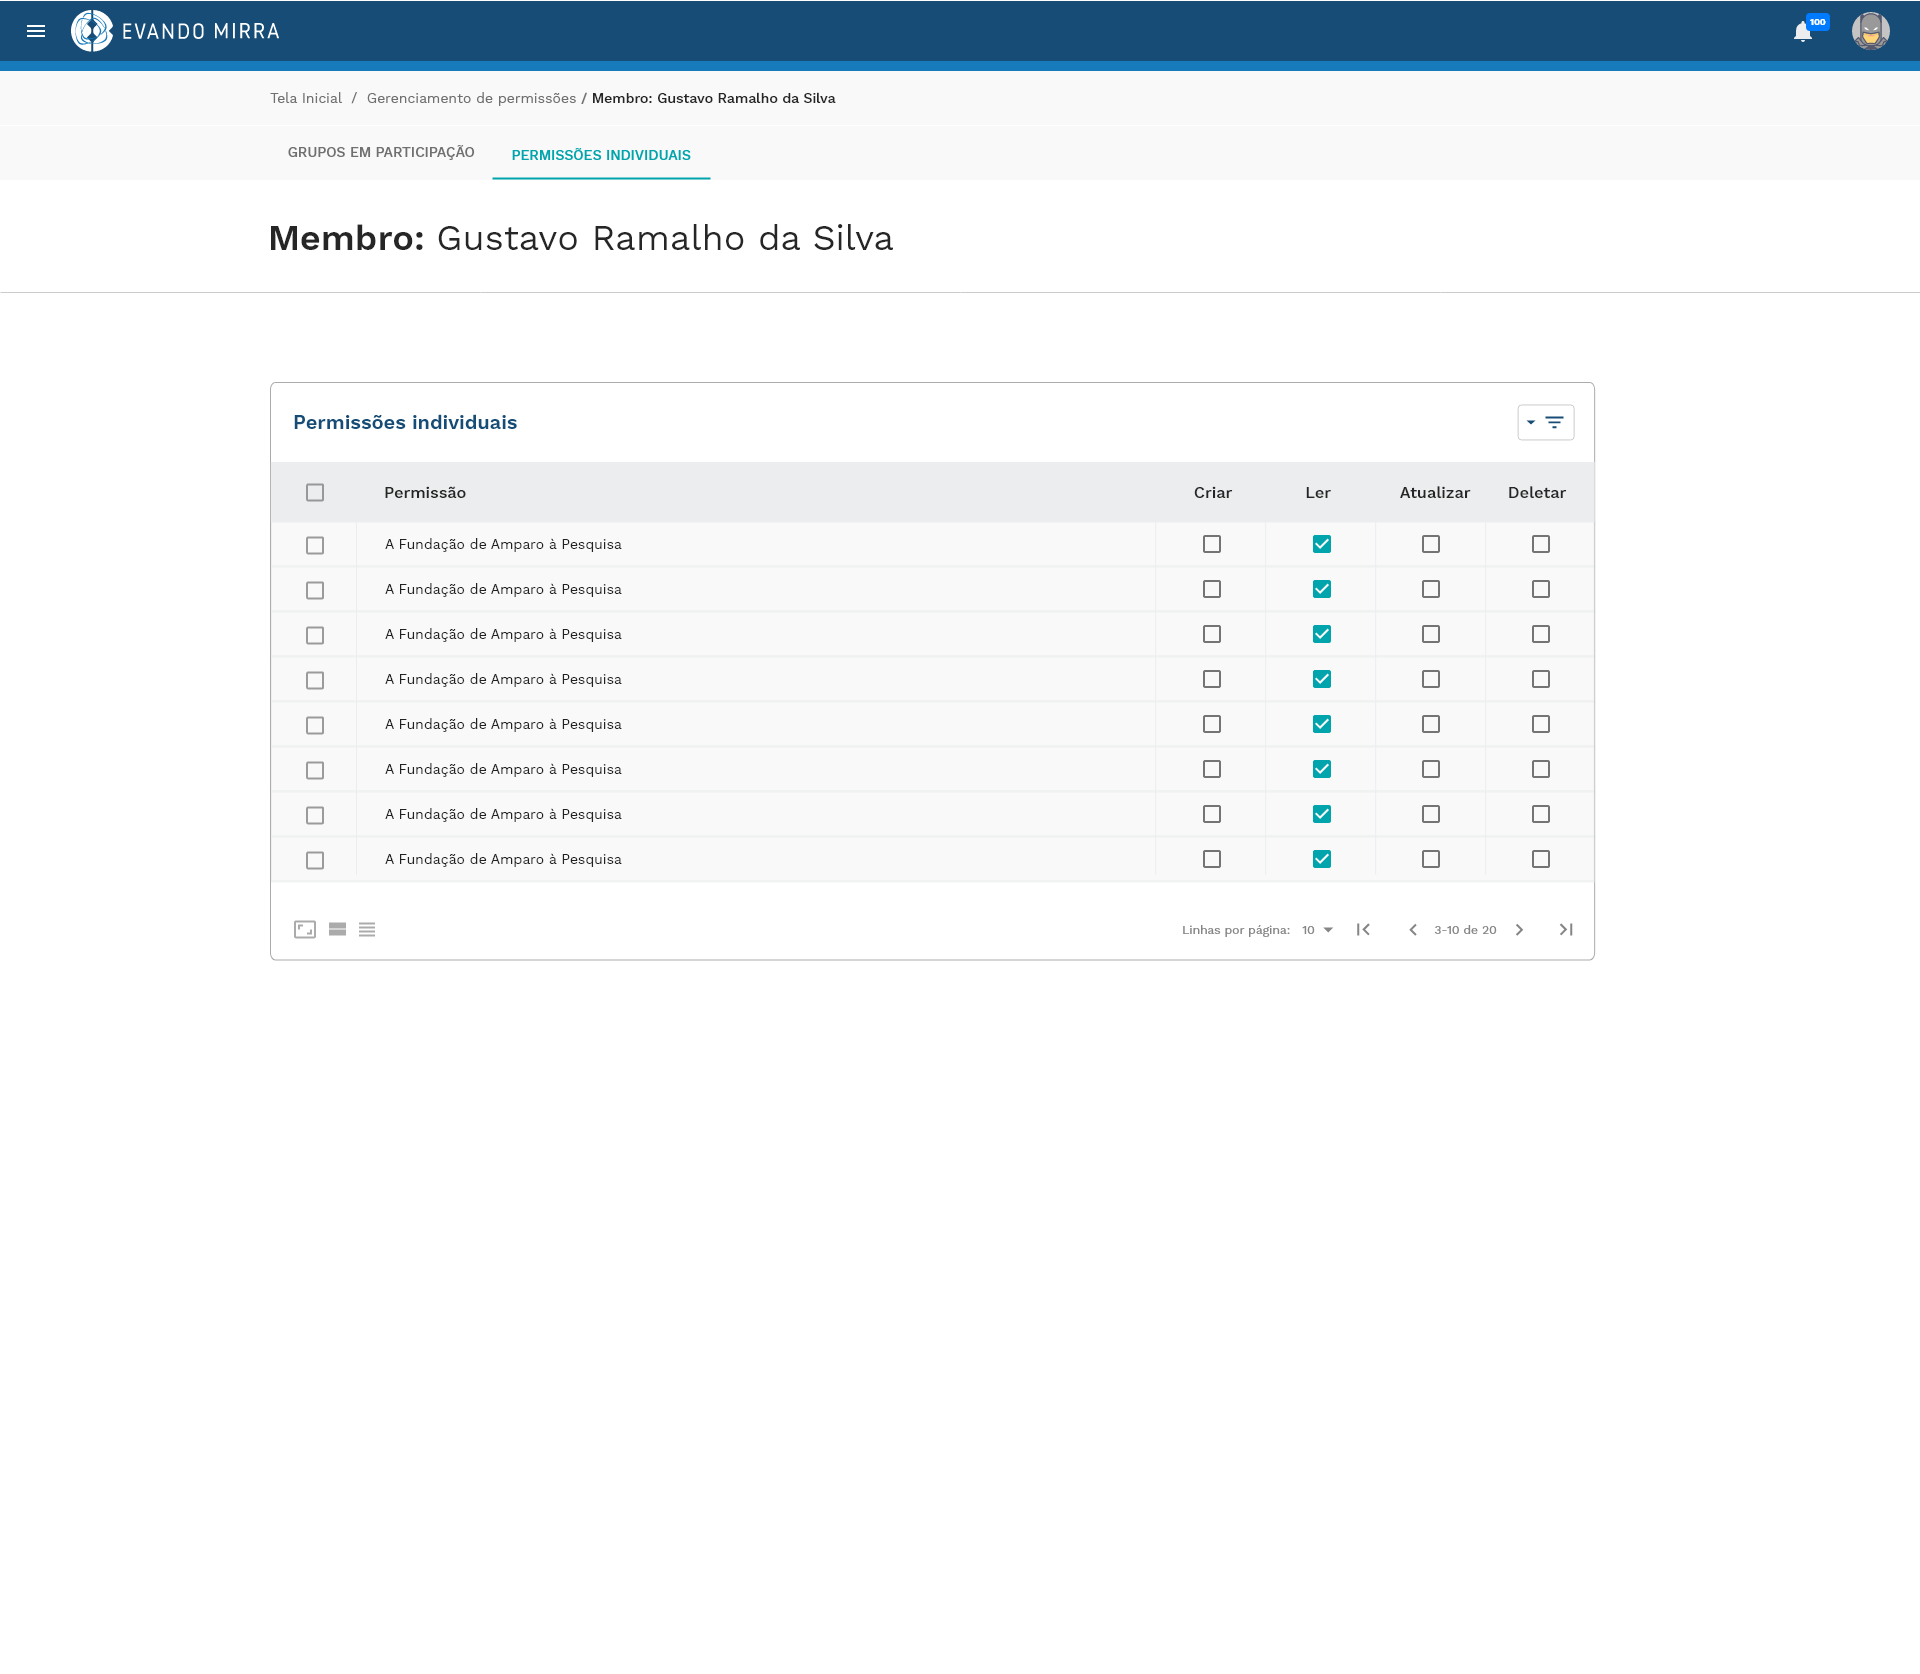 EVANDO MIRRA
100
Tela Inicial / Gerenciamento de permissões / Membro: Gustavo Ramalho da Silva
GRUPOS EM PARTICIPAÇÃO PERMISSÕES INDIVIDUAIS
Membro: Gustavo Ramalho da Silva
Permissões individuais
Permissão Criar Ler Atualizar Deletar
A Fundação de Amparo à Pesquisa
A Fundação de Amparo à Pesquisa
A Fundação de Amparo à Pesquisa
A Fundação de Amparo à Pesquisa
A Fundação de Amparo à Pesquisa
A Fundação de Amparo à Pesquisa
A Fundação de Amparo à Pesquisa
A Fundação de Amparo à Pesquisa
Linhas por página: 10 3-10 de 20